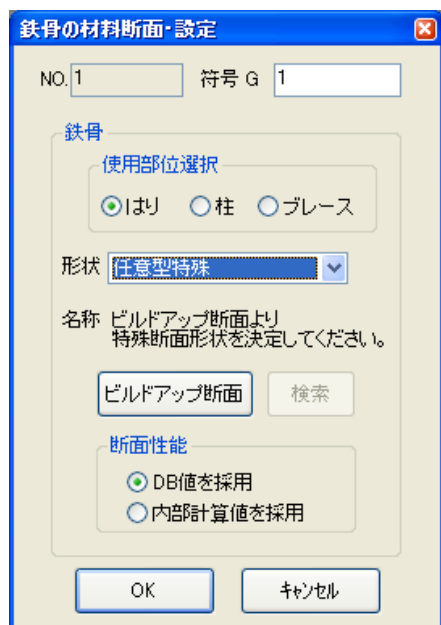 鉄骨の材料断面・設定
NO. 1 符号 G 1
鉄骨
使用部位選択
はり 柱 ブレース
形状 任意型特殊
名称 ビルドアップ断面より
特殊断面形状を決定してください。
ビルドアップ断面 検索
断面性能
DB値を採用
内部計算値を採用
OK ｷｬﾝｾﾙ